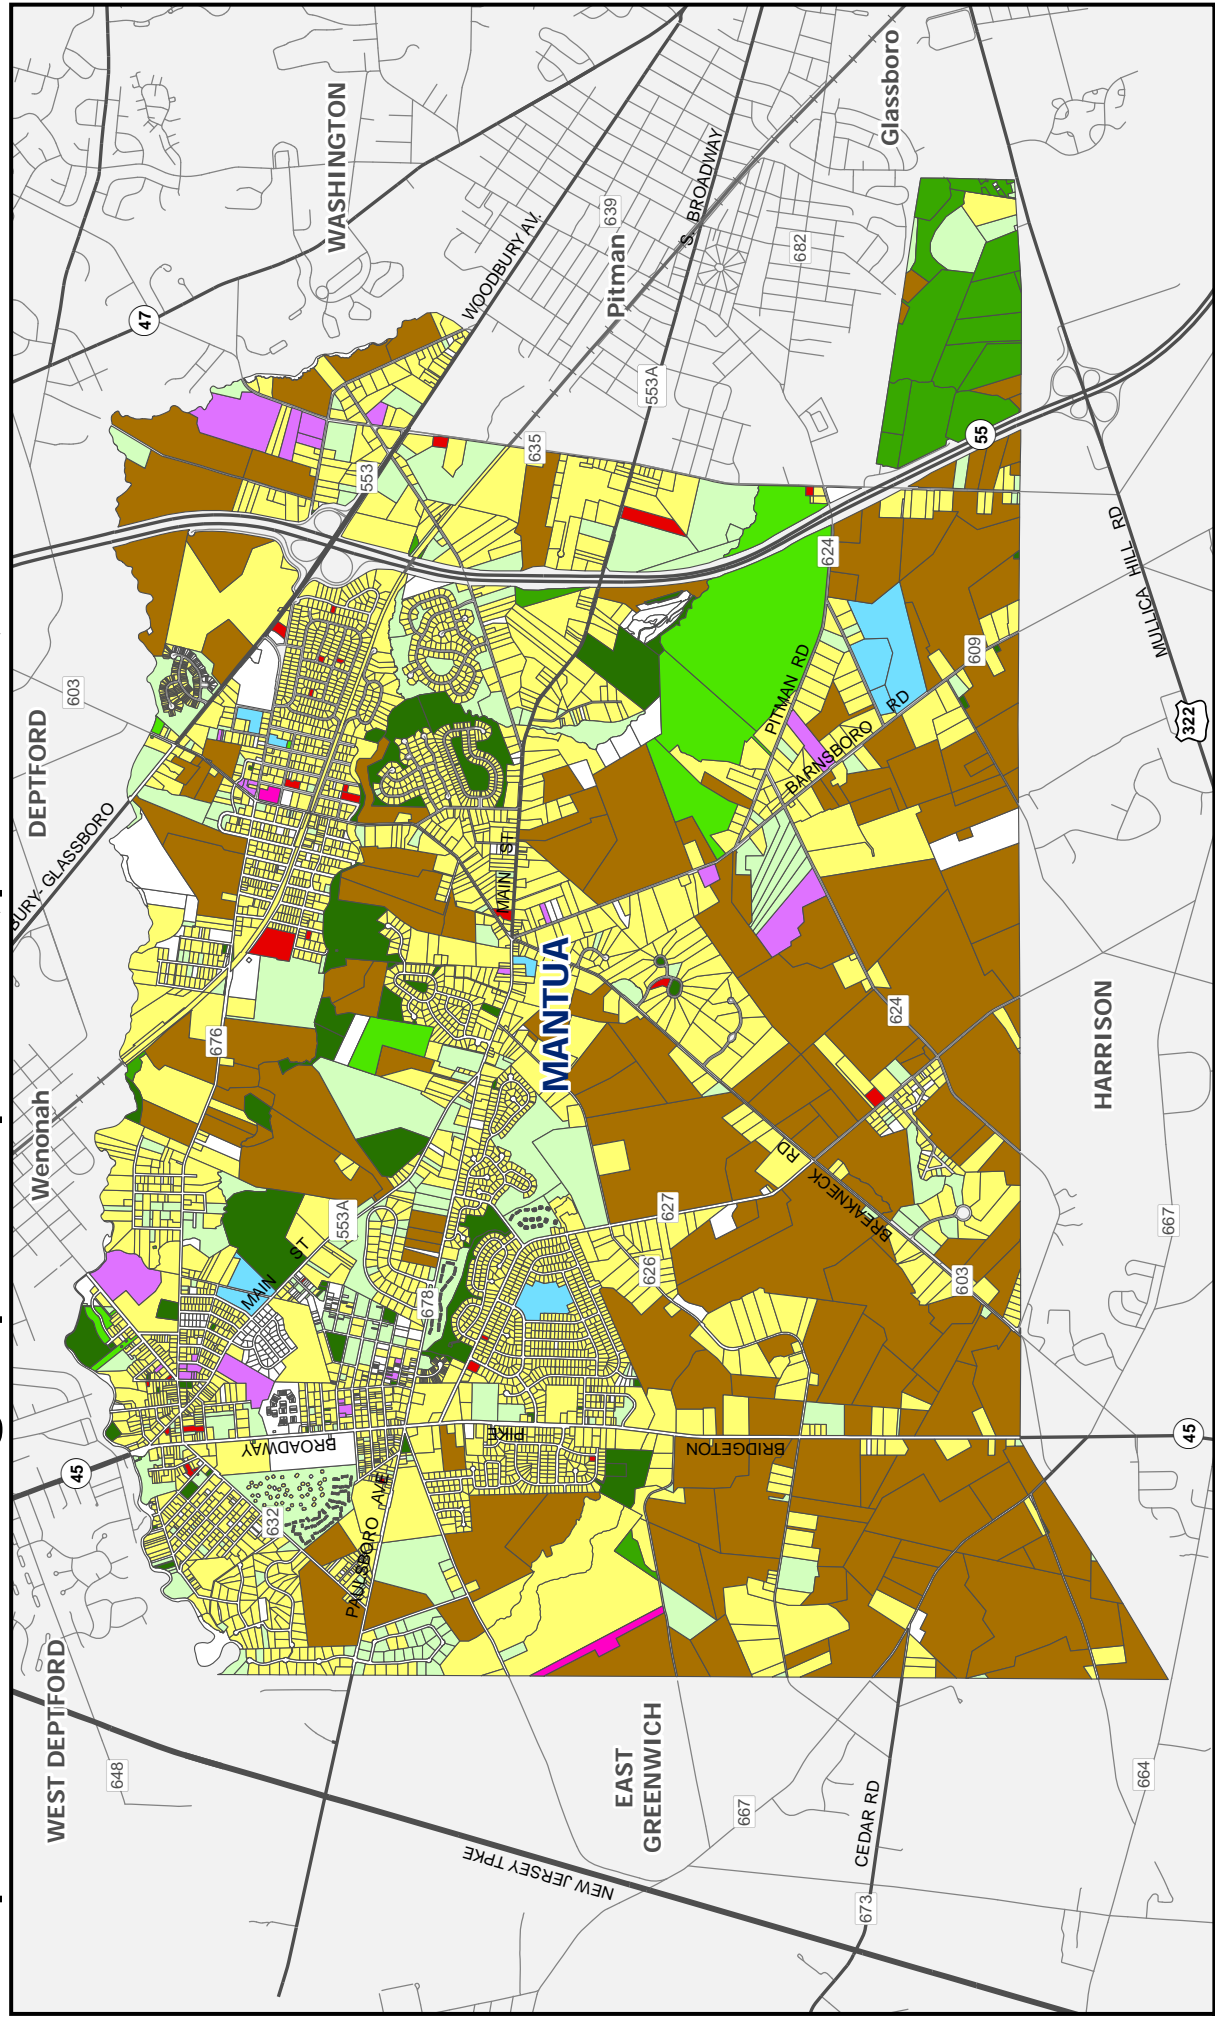 WASHINGTON
47
WOODBURY AV.
639
Pitman
S. BROADWAY
682
Glassboro
553A
635
553
55
624
603
DEPTFORD
BURY- GLASSBORO
PITMAN RD
BARNSBORO RD
609
MULLICA HILL RD
322
MAIN ST
MANTUA
676
624
HARRISON
Wenonah
553A
MAIN ST
678
627
626
BREAKNECK RD
603
667
BROADWAY
PIKE
BRIDGETON
45
45
632
PAULSBORO AVE
WEST DEPTFORD
648
EAST
GREENWICH
667
CEDAR RD
664
NEW JERSEY TPKE
673